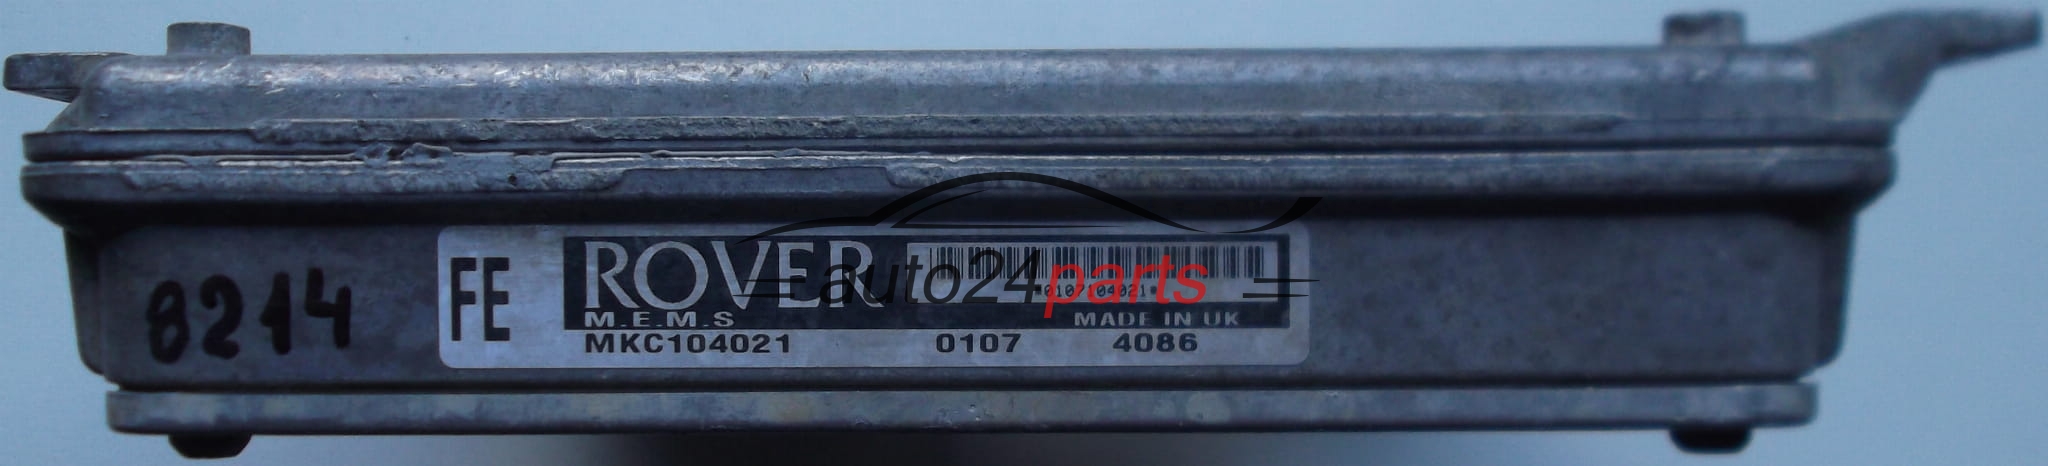 8214
FE
ROVER
*0107104021*
M.E.M.S
MADE IN UK
MKC104021 0107 4086
auto24parts